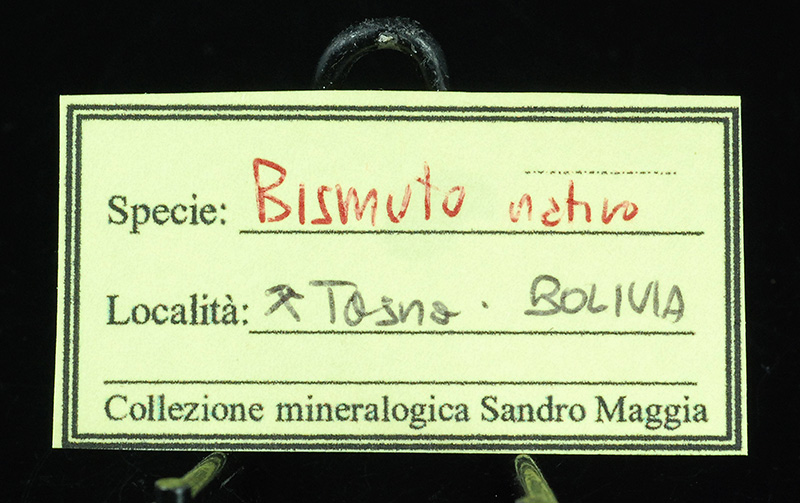 Specie: Bismuto nativo
Località: ⚒ Tasna · BOLIVIA
Collezione mineralogica Sandro Maggia